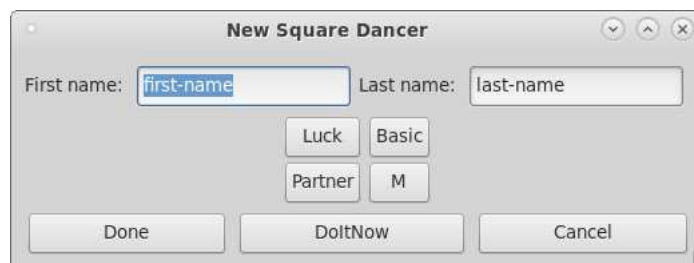 New Square Dancer
First name: first-name Last name: last-name
Luck Basic
Partner M
Done DoItNow Cancel